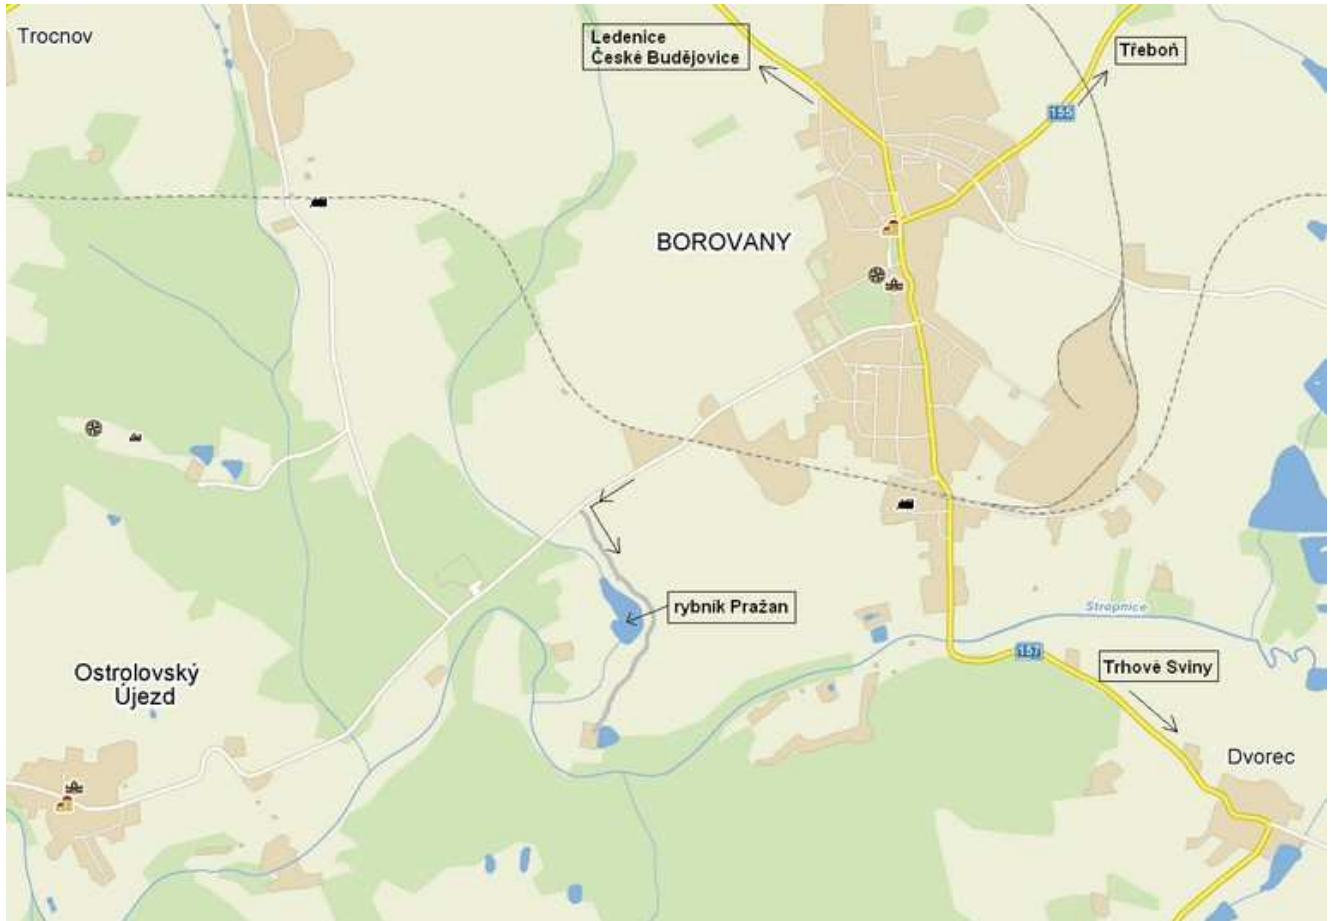 Trocnov
Ledenice
České Budějovice
Třeboň
155
BOROVANY
rybník Pražan
Stropnice
157
Trhové Sviny
Ostrolovský
Újezd
Dvorec